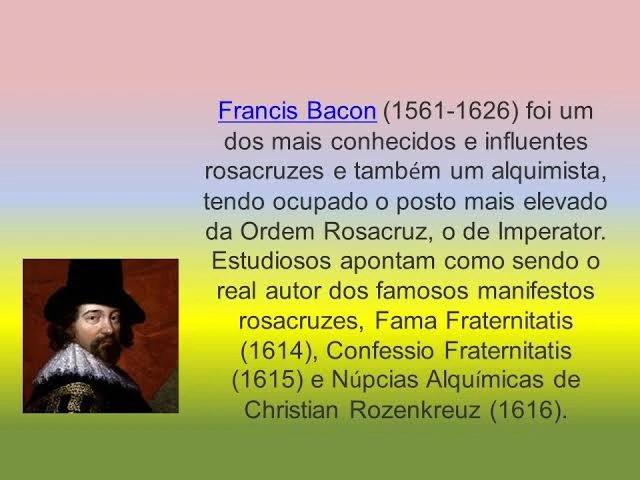 Francis Bacon (1561-1626) foi um
dos mais conhecidos e influentes
rosacruzes e também um alquimista,
tendo ocupado o posto mais elevado
da Ordem Rosacruz, o de Imperator.
Estudiosos apontam como sendo o
real autor dos famosos manifestos
rosacruzes, Fama Fraternitatis
(1614), Confessio Fraternitatis
(1615) e Núpcias Alquímicas de
Christian Rozenkreuz (1616).